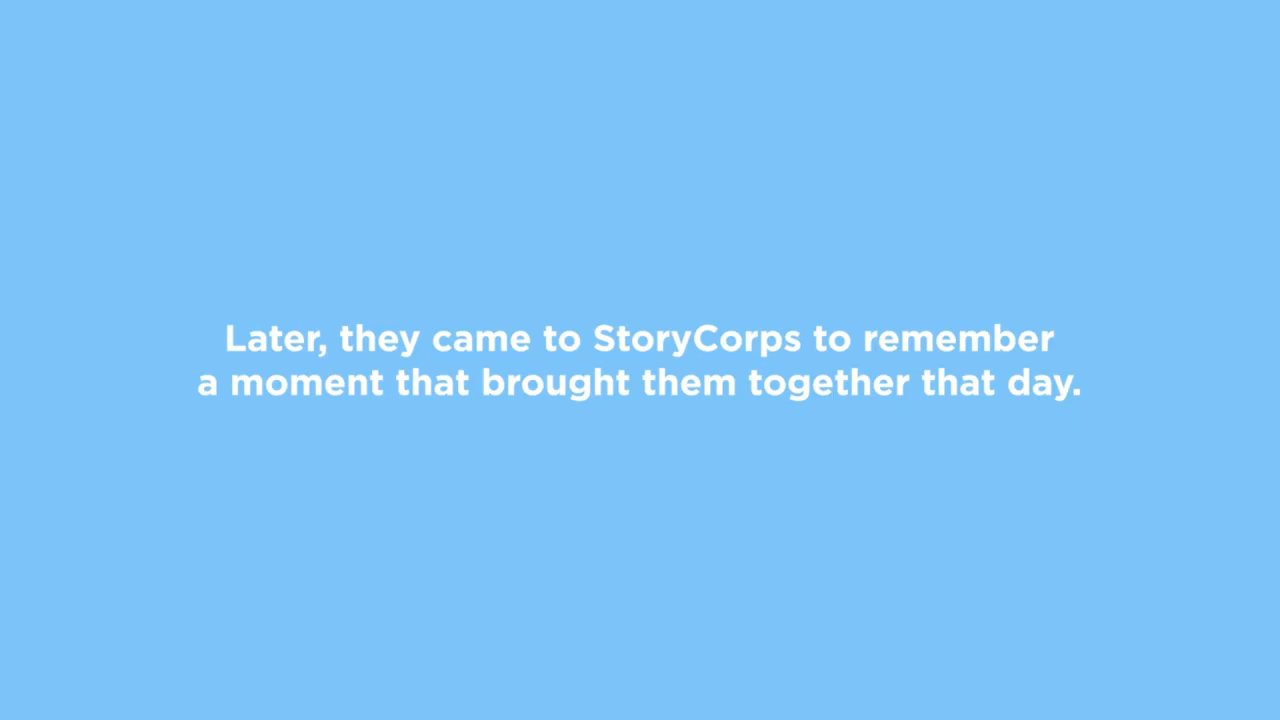 Later, they came to StoryCorps to remember
a moment that brought them together that day.